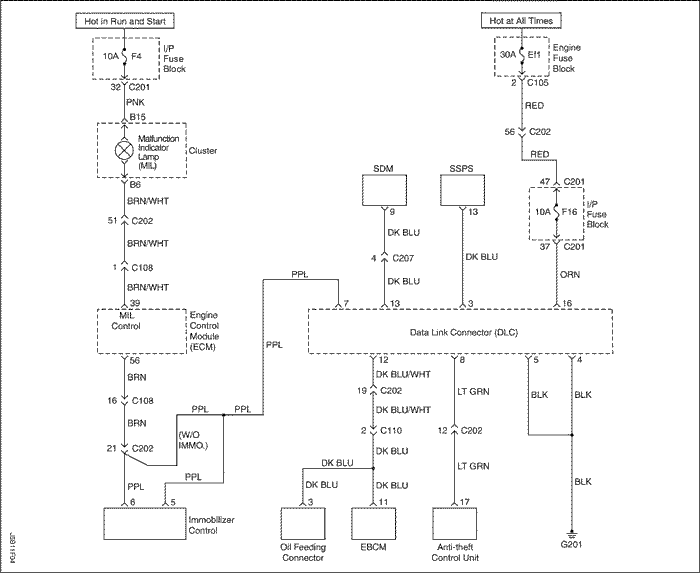 Hot in Run and Start
Hot at All Times
10A F4
I/P
Fuse
Block
30A Ef1
Engine
Fuse
Block
32 C201
2 C105
PNK
RED
B15
56 C202
Malfunction
Indicator
Lamp
(MIL)
Cluster
RED
SDM
SSPS
47 C201
B6
10A F16
I/P
Fuse
Block
BRN/WHT
9
13
51 C202
DK BLU
37 C201
BRN/WHT
4 C207
DK BLU
1 C108
PPL
DK BLU
ORN
BRN/WHT
39
7
13
3
16
MIL
Control
Engine
Control
Module
(ECM)
Data Link Connector (DLC)
PPL
56
12
8
5
4
BRN
DK BLU/WHT
19 C202
LT GRN
BLK
BLK
16 C108
PPL
PPL
DK BLU/WHT
BRN
(W/O
IMMO.)
2 C110
12 C202
21 C202
DK BLU
DK BLU
LT GRN
PPL
PPL
DK BLU
DK BLU
BLK
6
5
3
11
17
Immobilizer
Control
Oil Feeding
Connector
EBCM
Anti-theft
Control Unit
G201